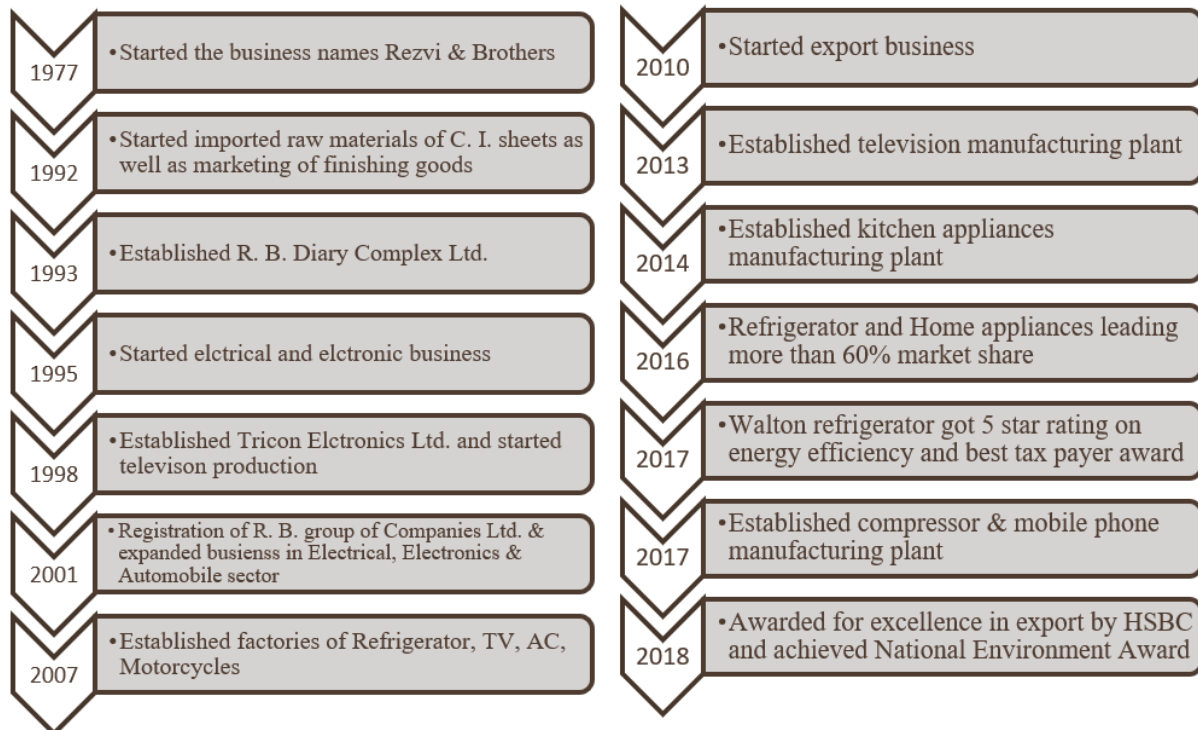 1977
•Started the business names Rezvi & Brothers
1992
•Started imported raw materials of C. I. sheets as
well as marketing of finishing goods
1993
•Established R. B. Diary Complex Ltd.
1995
•Started elctrical and elctronic business
1998
•Established Tricon Elctronics Ltd. and started
televison production
2001
•Registration of R. B. group of Companies Ltd. &
expanded busienss in Electrical, Electronics &
Automobile sector
2007
•Established factories of Refrigerator, TV, AC,
Motorcycles
2010
•Started export business
2013
•Established television manufacturing plant
2014
•Established kitchen appliances
manufacturing plant
2016
•Refrigerator and Home appliances leading
more than 60% market share
2017
•Walton refrigerator got 5 star rating on
energy efficiency and best tax payer award
2017
•Established compressor & mobile phone
manufacturing plant
2018
•Awarded for excellence in export by HSBC
and achieved National Environment Award